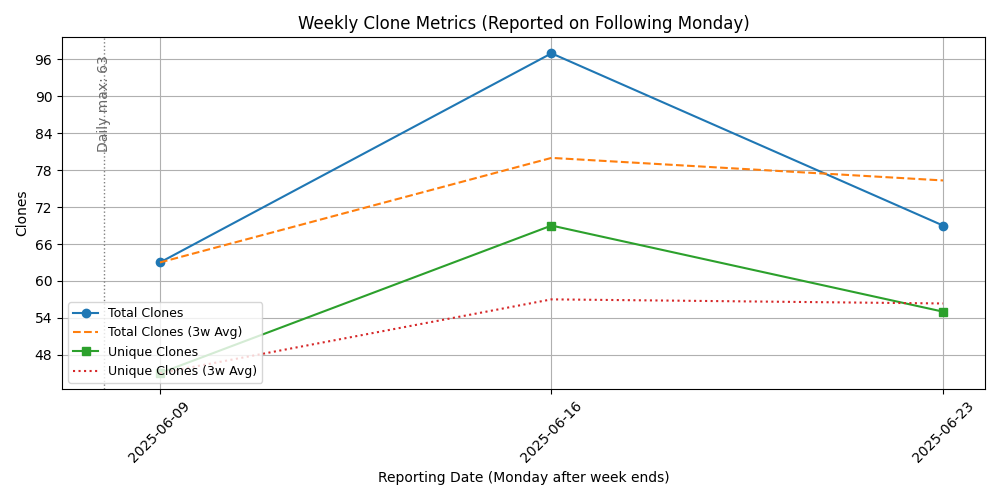 Weekly Clone Metrics (Reported on Following Monday)
Clones
96
90
84
78
72
66
60
54
48
Daily max: 63
Total Clones
Total Clones (3w Avg)
Unique Clones
Unique Clones (3w Avg)
2025-06-09
2025-06-16
2025-06-23
Reporting Date (Monday after week ends)